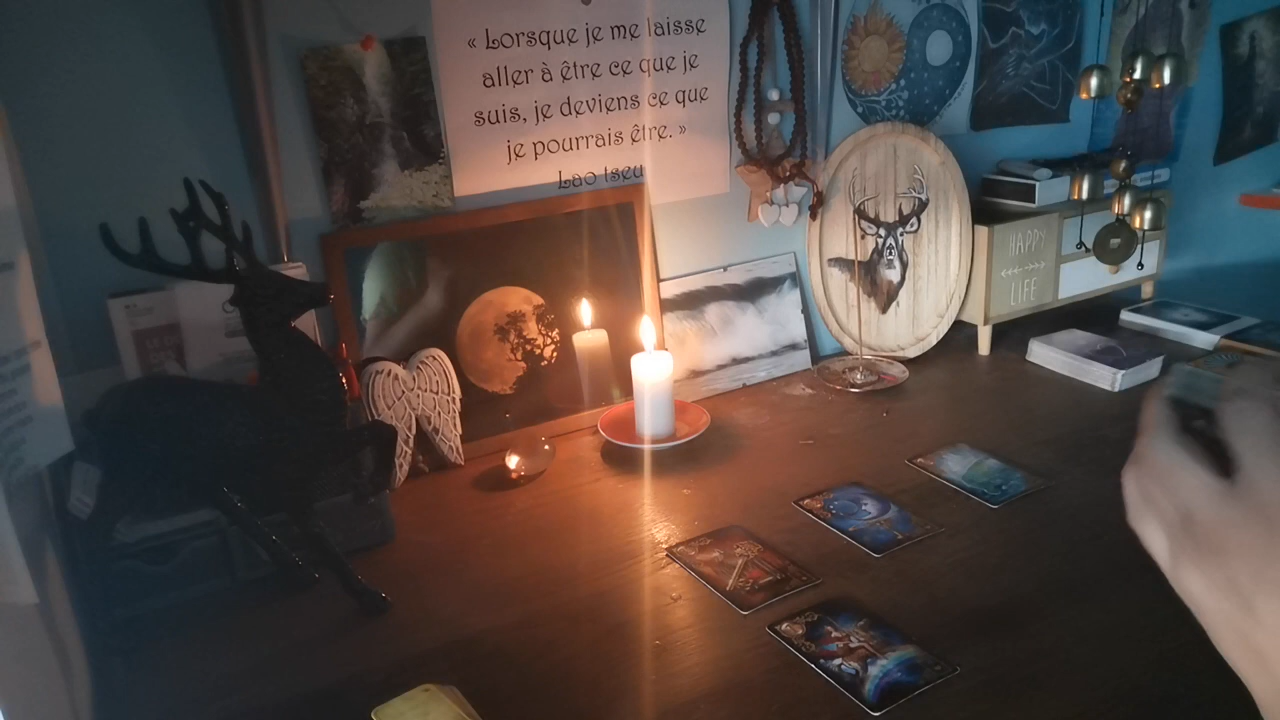 « Lorsque je me laisse
aller à être ce que je
suis, je deviens ce que
je pourrais être. »
Lao tseu
HAPPY
LIFE